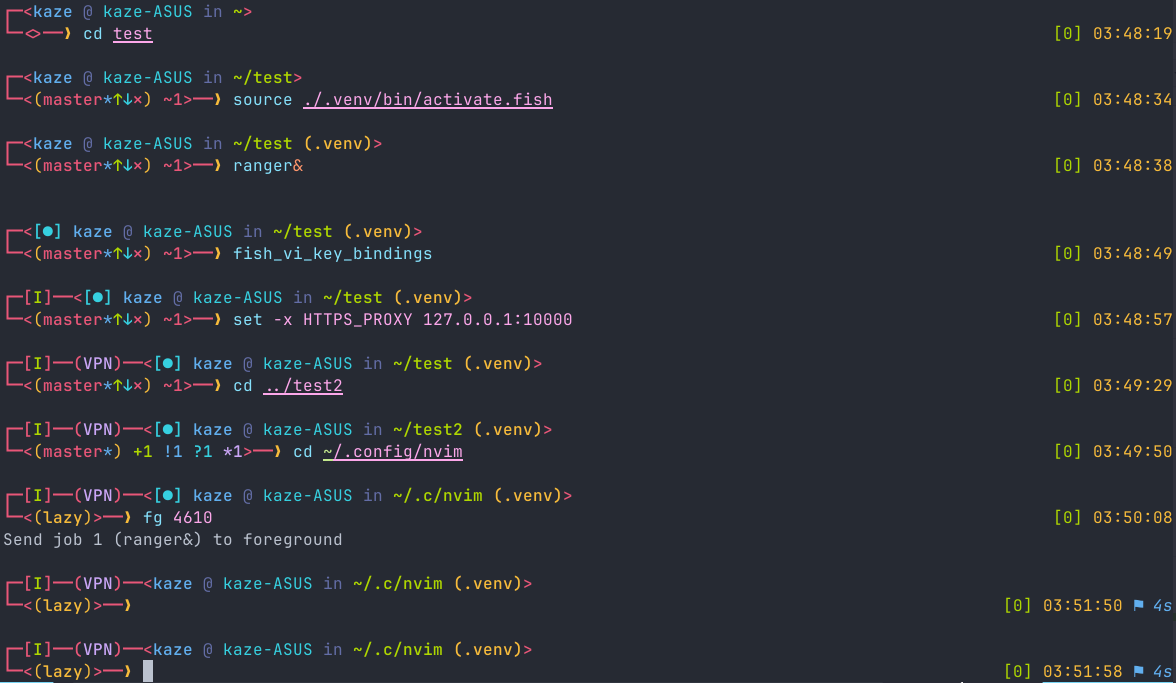 ┌─<kaze @ kaze-ASUS in ~>
└─<>──❫ cd test [0] 03:48:19
┌─<kaze @ kaze-ASUS in ~/test>
└─<(master*↑↓×) ~1>──❫ source ./.venv/bin/activate.fish [0] 03:48:34
┌─<kaze @ kaze-ASUS in ~/test (.venv)>
└─<(master*↑↓×) ~1>──❫ ranger& [0] 03:48:38
┌─<[●] kaze @ kaze-ASUS in ~/test (.venv)>
└─<(master*↑↓×) ~1>──❫ fish_vi_key_bindings [0] 03:48:49
┌─[I]──<[●] kaze @ kaze-ASUS in ~/test (.venv)>
└─<(master*↑↓×) ~1>──❫ set -x HTTPS_PROXY 127.0.0.1:10000 [0] 03:48:57
┌─[I]──(VPN)──<[●] kaze @ kaze-ASUS in ~/test (.venv)>
└─<(master*↑↓×) ~1>──❫ cd ../test2 [0] 03:49:29
┌─[I]──(VPN)──<[●] kaze @ kaze-ASUS in ~/test2 (.venv)>
└─<(master*) +1 !1 ?1 *1>──❫ cd ~/.config/nvim [0] 03:49:50
┌─[I]──(VPN)──<[●] kaze @ kaze-ASUS in ~/.c/nvim (.venv)>
└─<(lazy)>──❫ fg 4610 [0] 03:50:08
Send job 1 (ranger&) to foreground
┌─[I]──(VPN)──<kaze @ kaze-ASUS in ~/.c/nvim (.venv)>
└─<(lazy)>──❫ [0] 03:51:50 ⚑ 4s
┌─[I]──(VPN)──<kaze @ kaze-ASUS in ~/.c/nvim (.venv)>
└─<(lazy)>──❫ [0] 03:51:58 ⚑ 4s